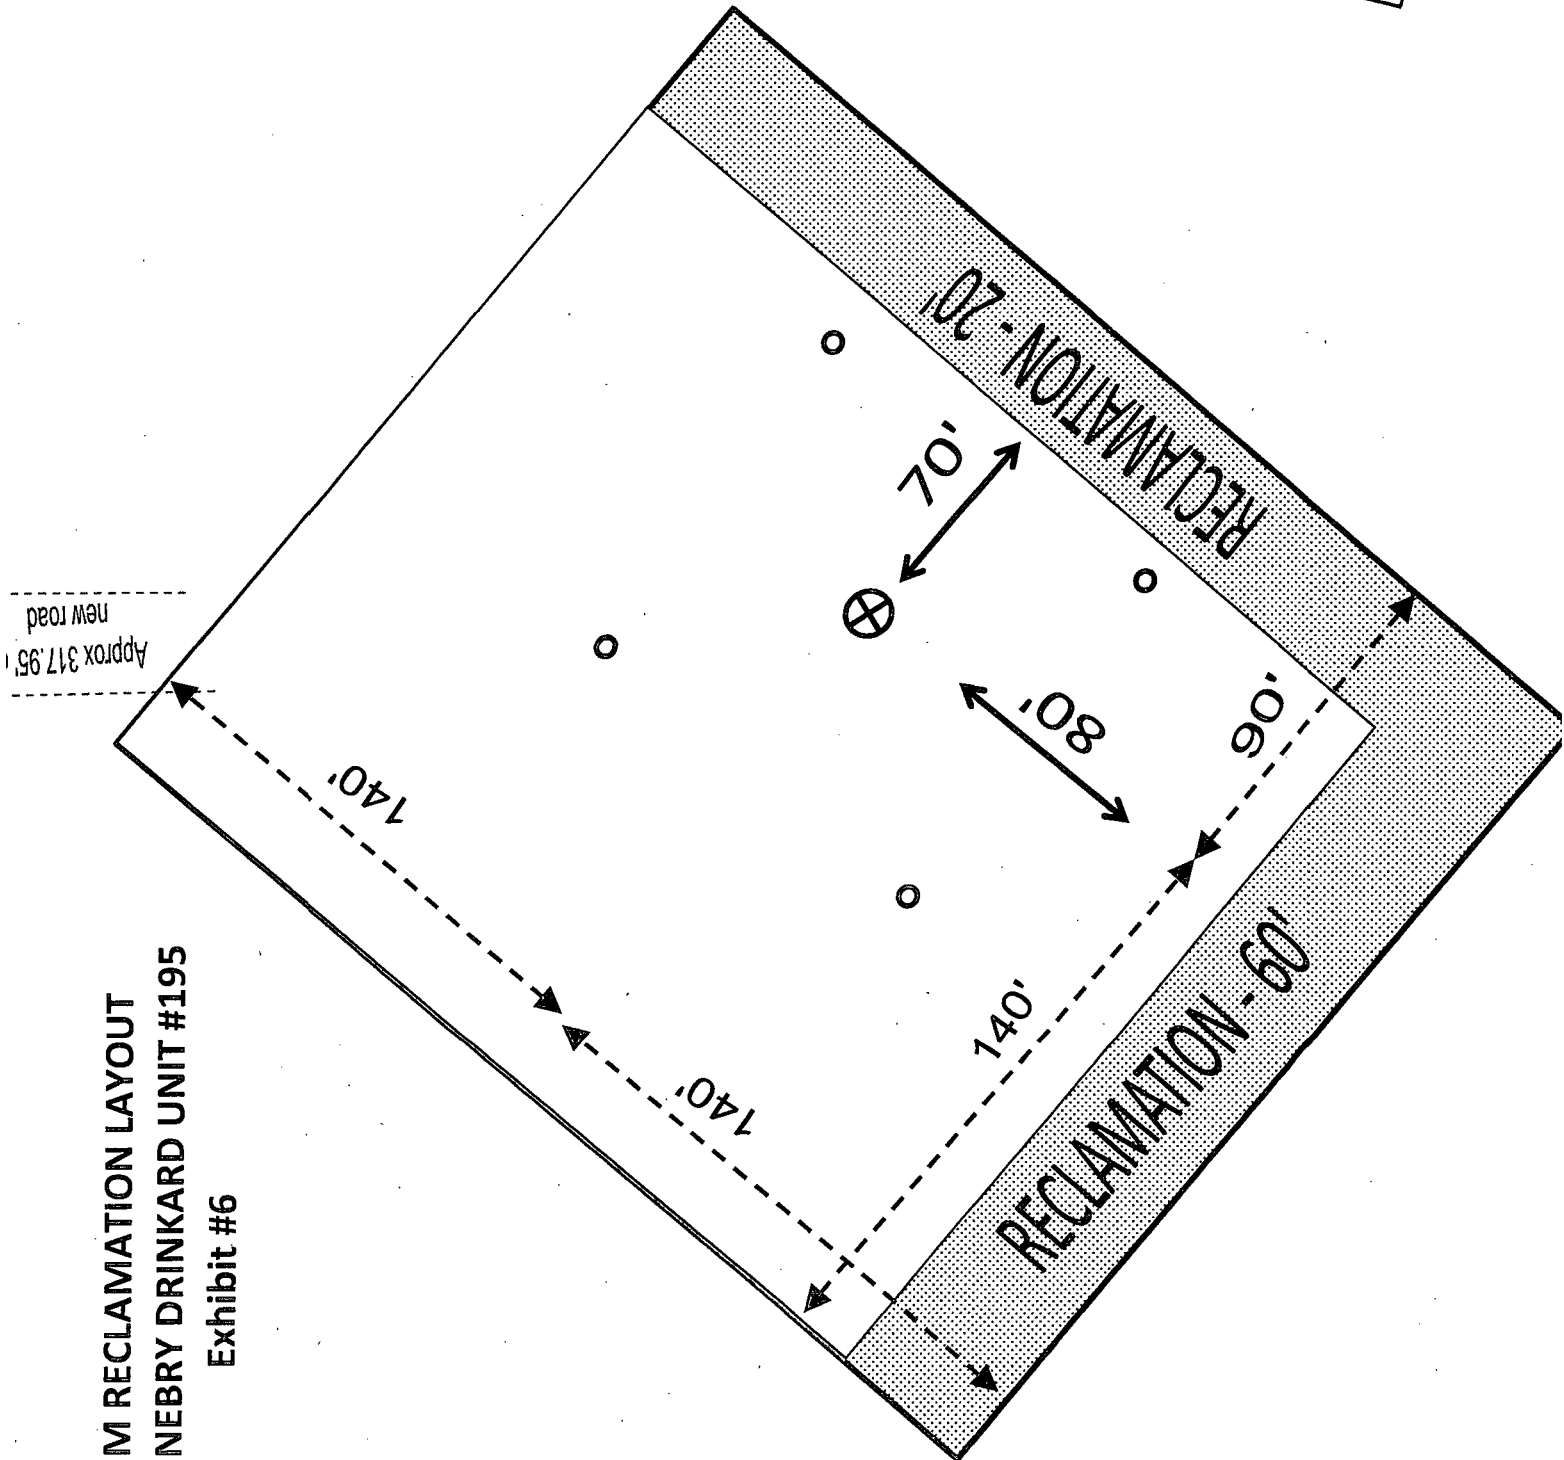 M RECLAMATION LAYOUT
NEBRY DRINKARD UNIT #195
Exhibit #6
Approx 317.95'
new road
140'
140'
140'
90'
80'
70'
RECLAMATION - 20'
RECLAMATION - 60'